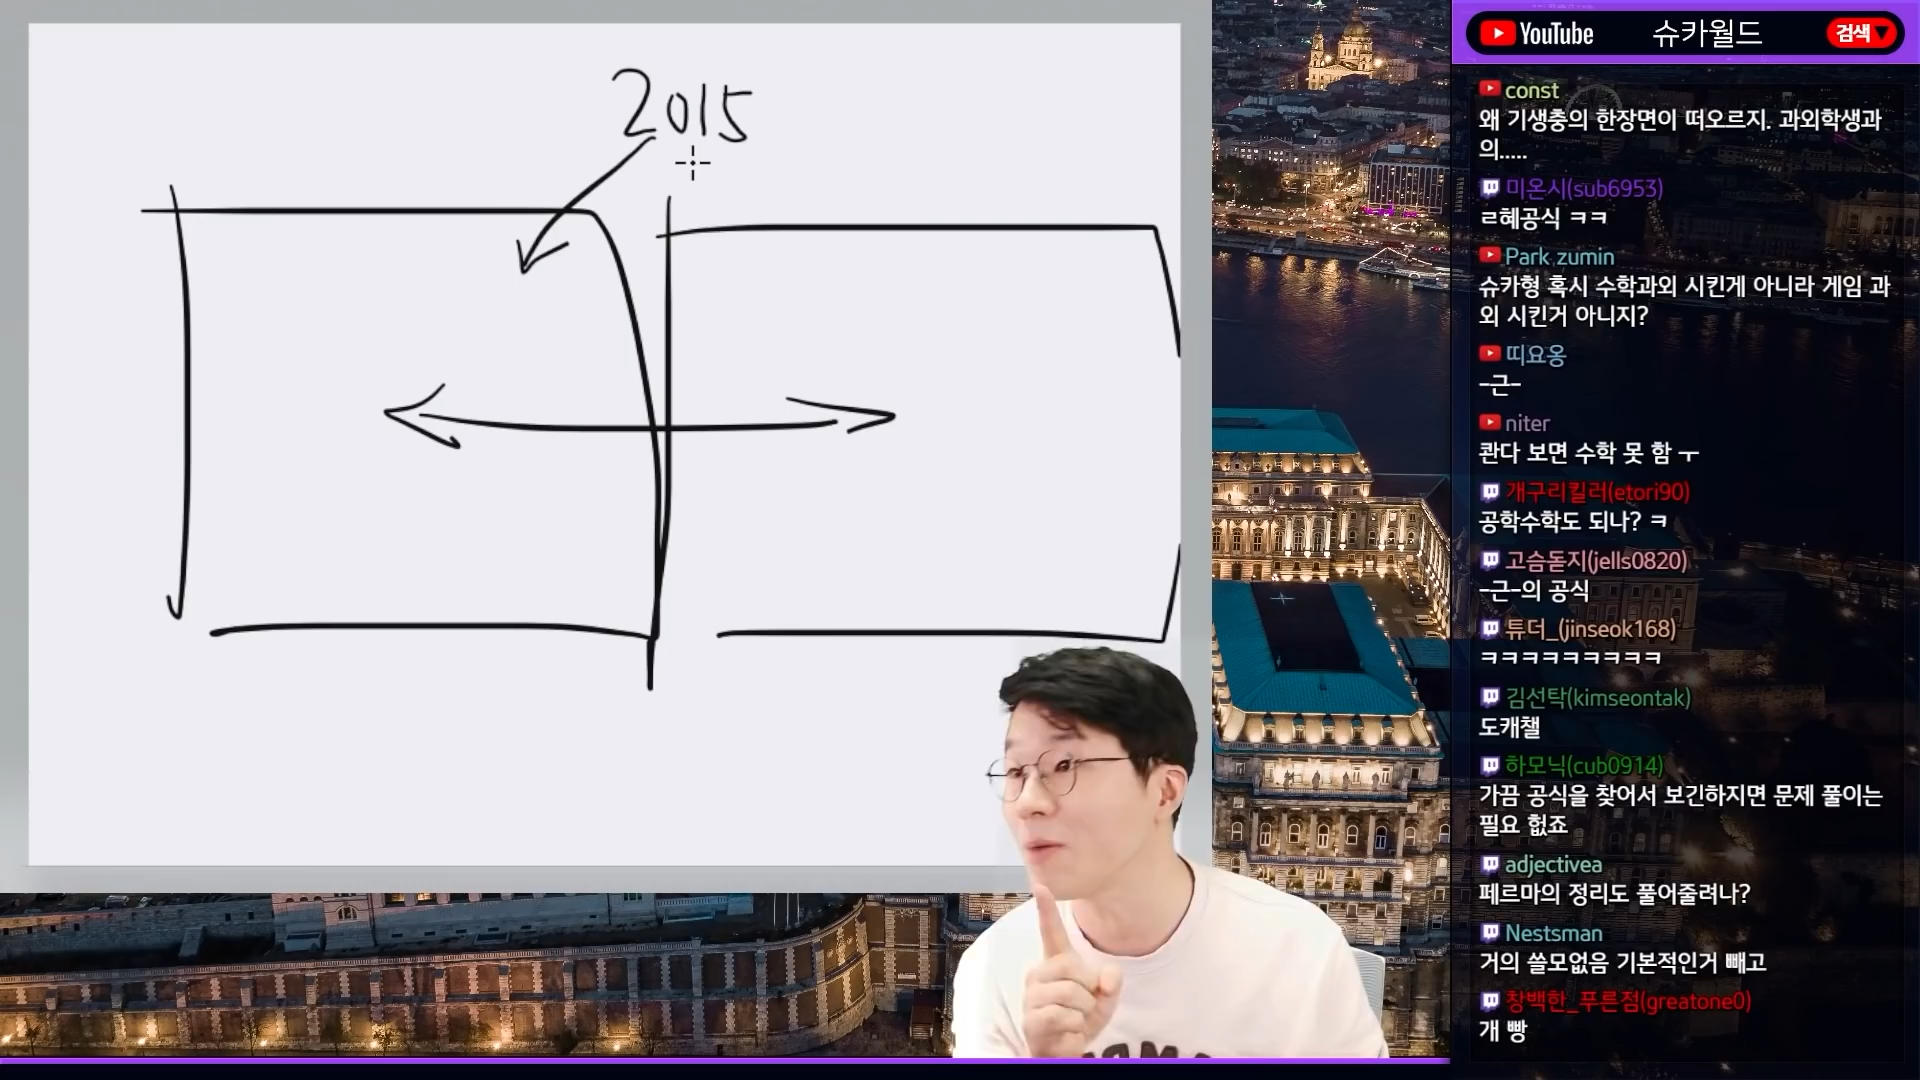 2015
YouTube 슈카월드 검색▼
const
왜 기생충의 한장면이 떠오르지. 과외학생과
의.....
미온시(sub6953)
ㄹ혜공식 ㅋㅋ
Park zumin
슈카형 혹시 수학과외 시킨게 아니라 게임 과
외 시킨거 아니지?
띠요옹
-근-
niter
콴다 보면 수학 못 함 ㅜ
개구리킬러(etori90)
공학수학도 되나? ㅋ
고슴돋지(jells0820)
-근-의 공식
튜더_(jinseok168)
ㅋㅋㅋㅋㅋㅋㅋㅋㅋ
김선탁(kimseontak)
도캐챌
하모닉(cub0914)
가끔 공식을 찾어서 보긴하지면 문제 풀이는
필요 헚죠
adjectivea
페르마의 정리도 풀어줄려나?
Nestsman
거의 쓸모없음 기본적인거 빼고
창백한_푸른점(greatone0)
개 빵